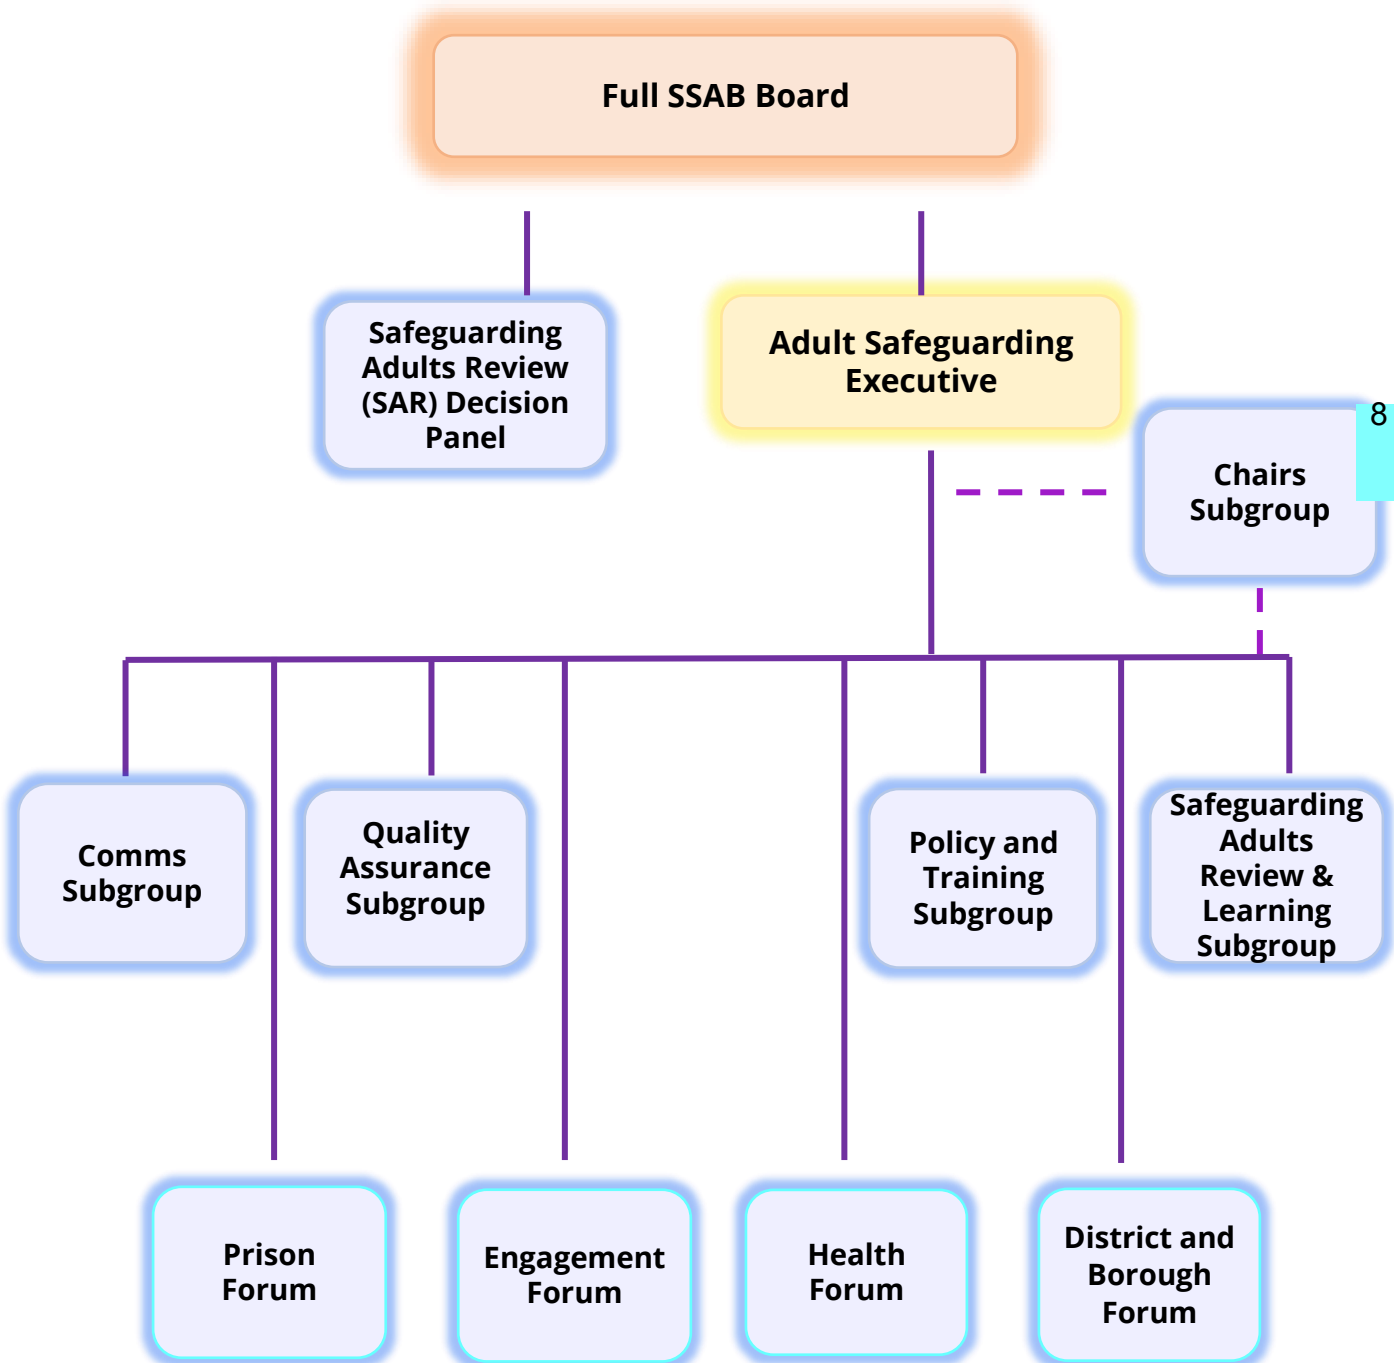 Full SSAB Board
Safeguarding
Adults Review
(SAR) Decision
Panel
Adult Safeguarding
Executive
8
Chairs
Subgroup
Comms
Subgroup
Quality
Assurance
Subgroup
Policy and
Training
Subgroup
Safeguarding
Adults
Review &
Learning
Subgroup
Prison
Forum
Engagement
Forum
Health
Forum
District and
Borough
Forum